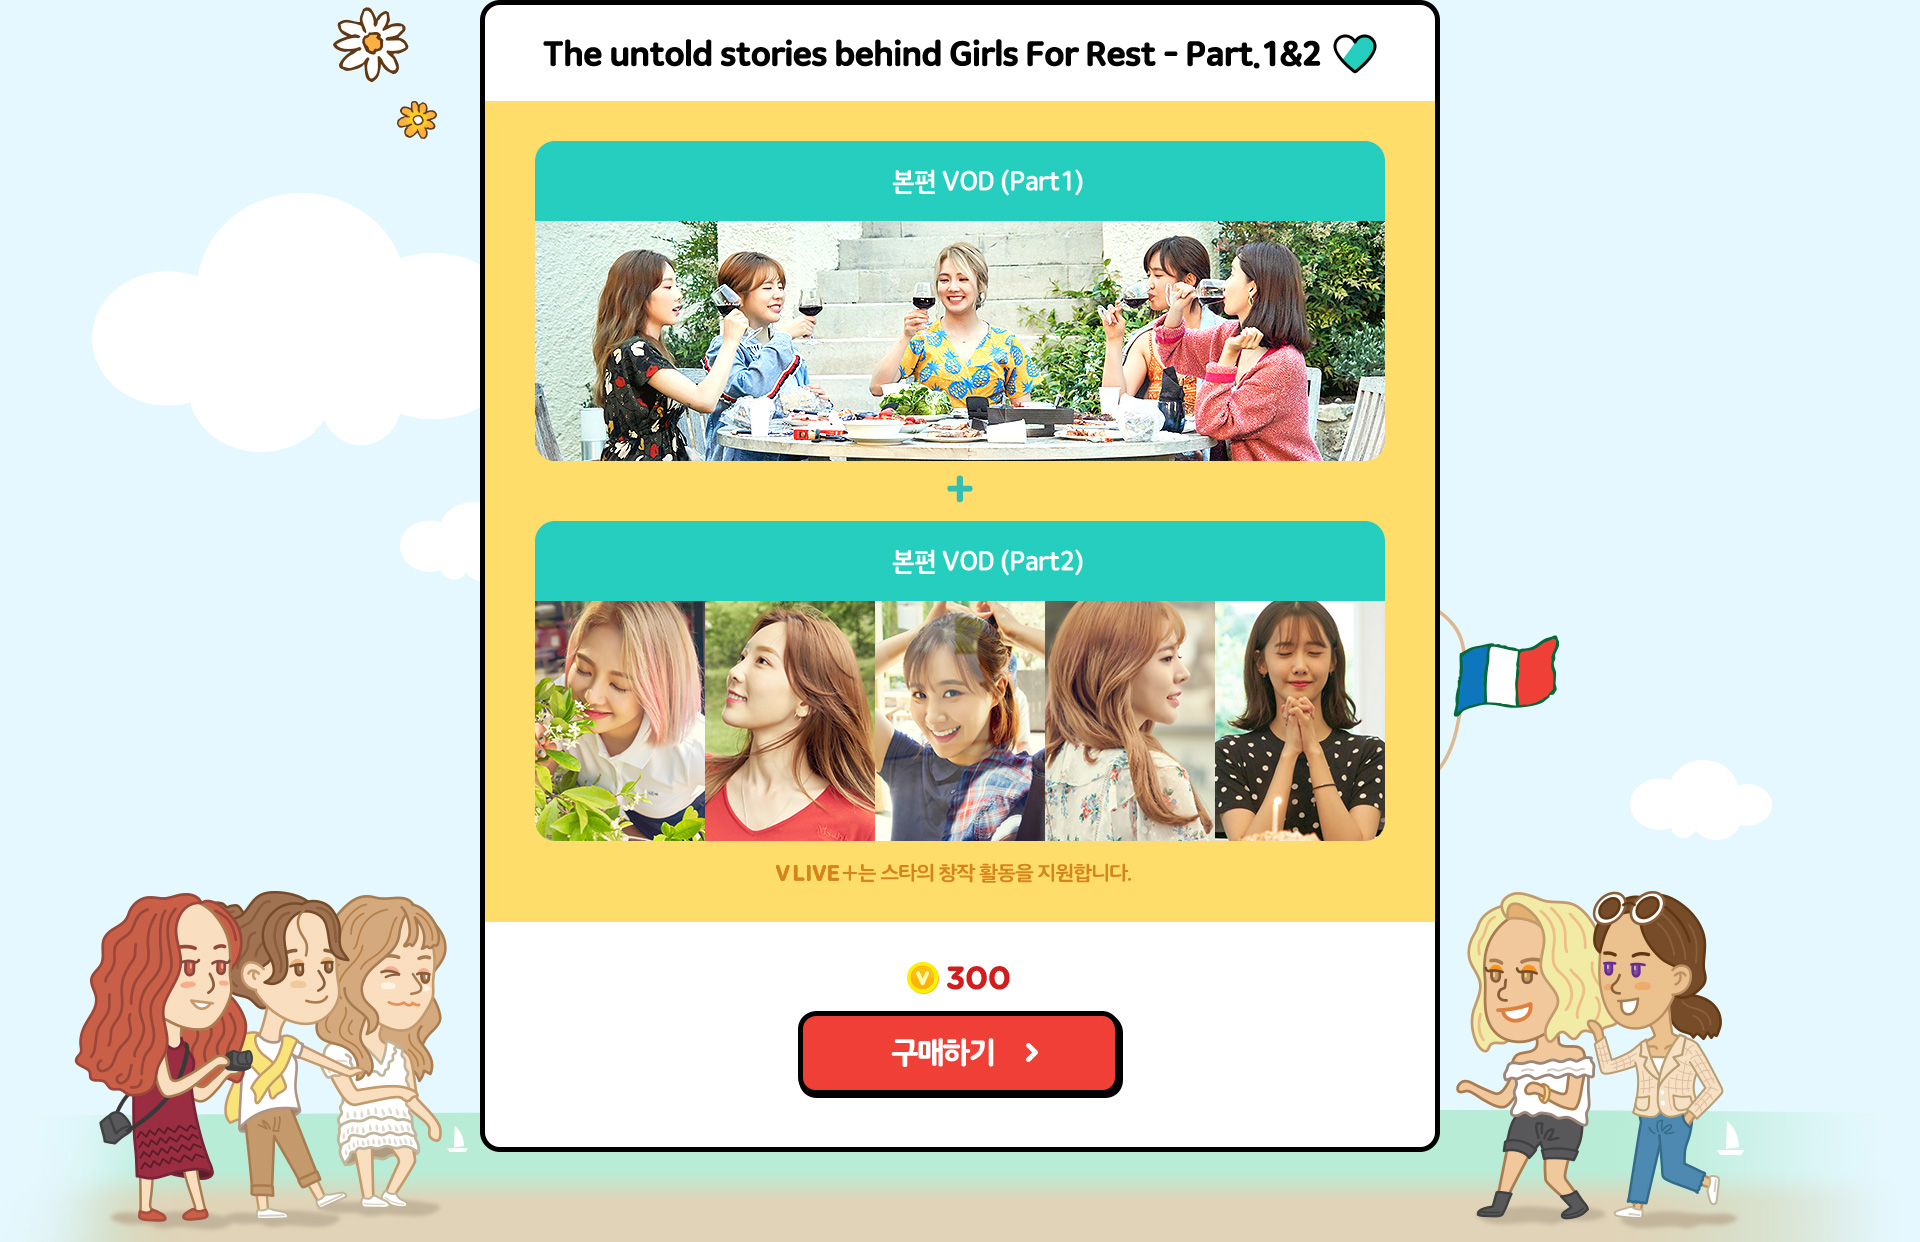 The untold stories behind Girls For Rest - Part.1&2
본편 VOD (Part1)
+
본편 VOD (Part2)
V LIVE+는 스타의 창작 활동을 지원합니다.
V 300
구매하기 >